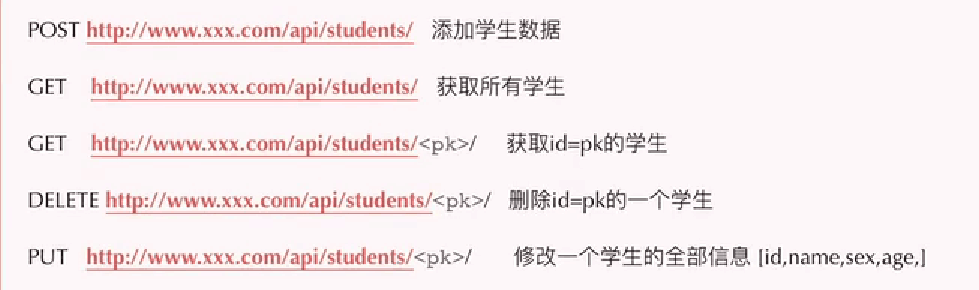 POST http://www.xxx.com/api/students/ 添加学生数据
GET http://www.xxx.com/api/students/ 获取所有学生
GET http://www.xxx.com/api/students/<pk>/ 获取id=pk的学生
DELETE http://www.xxx.com/api/students/<pk>/ 删除id=pk的一个学生
PUT http://www.xxx.com/api/students/<pk>/ 修改一个学生的全部信息 [id,name,sex,age,]